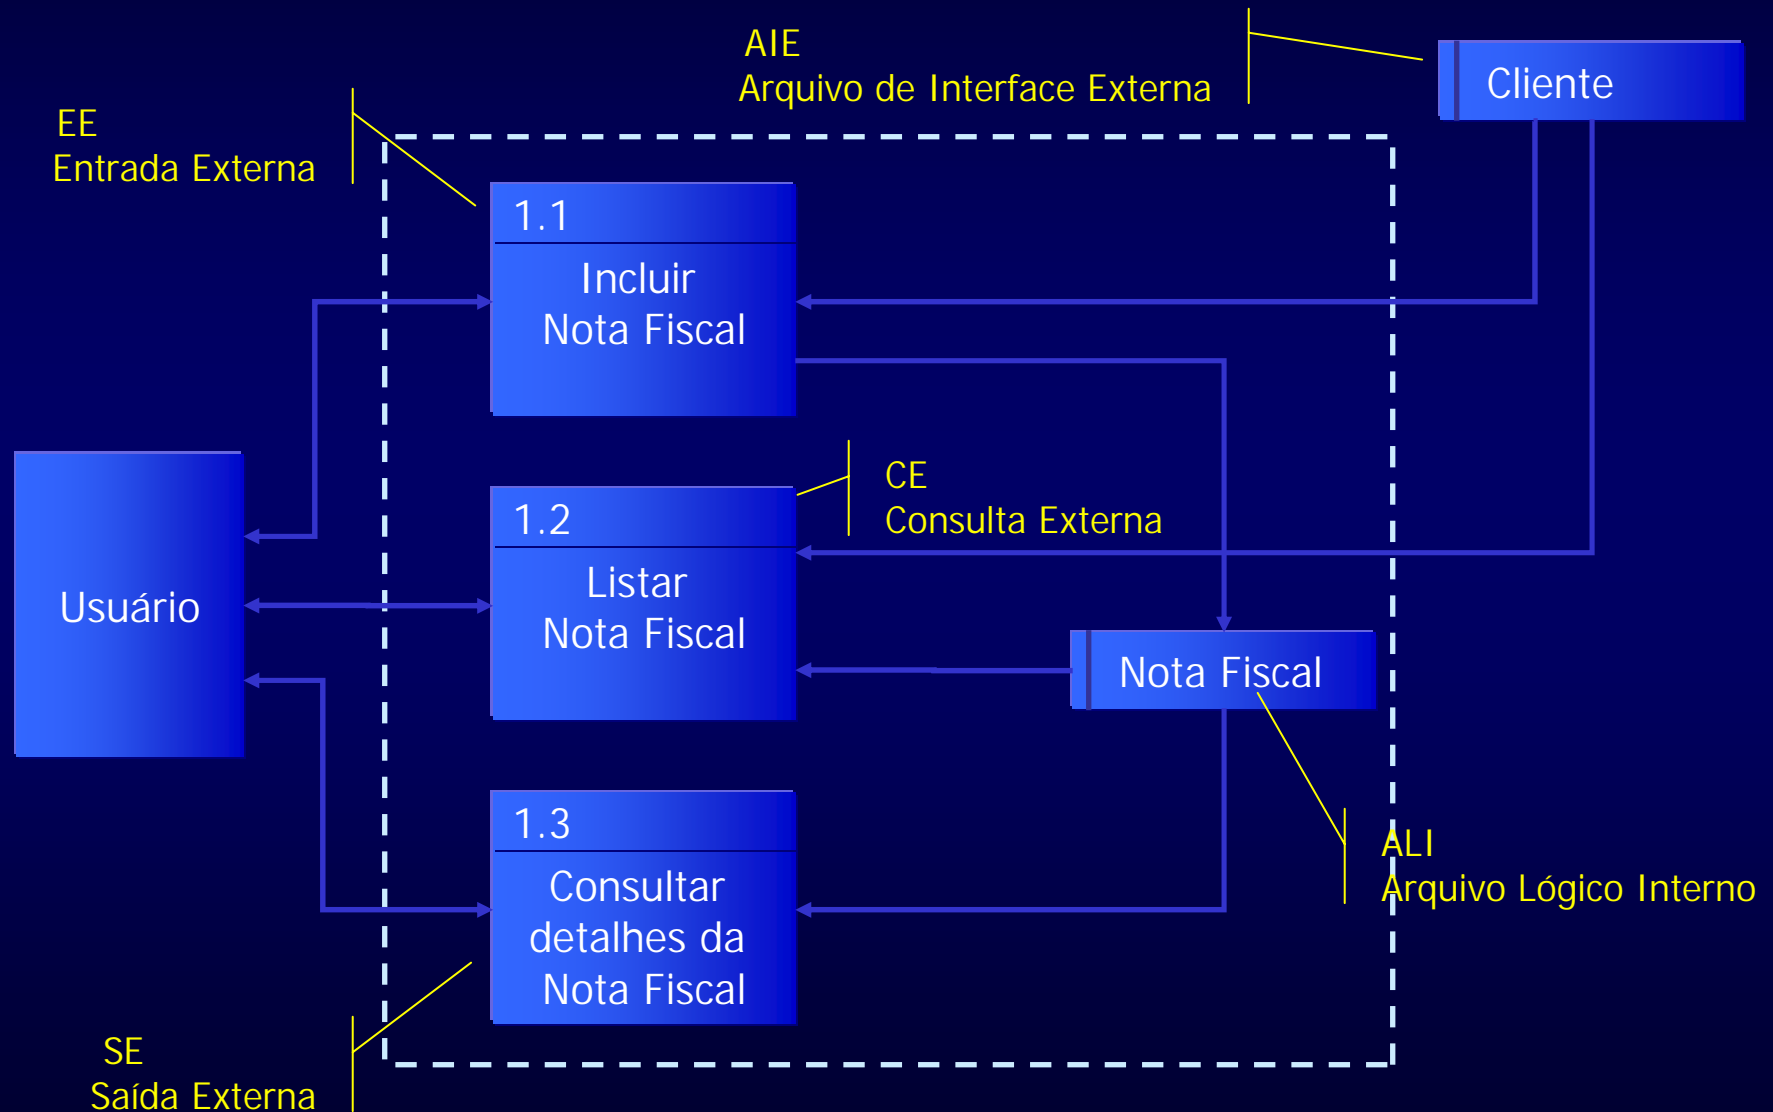 AIE
Arquivo de Interface Externa
Cliente
EE
Entrada Externa
1.1
Incluir
Nota Fiscal
CE
Consulta Externa
1.2
Listar
Nota Fiscal
Usuário
Nota Fiscal
1.3
Consultar
detalhes da
Nota Fiscal
ALI
Arquivo Lógico Interno
SE
Saída Externa